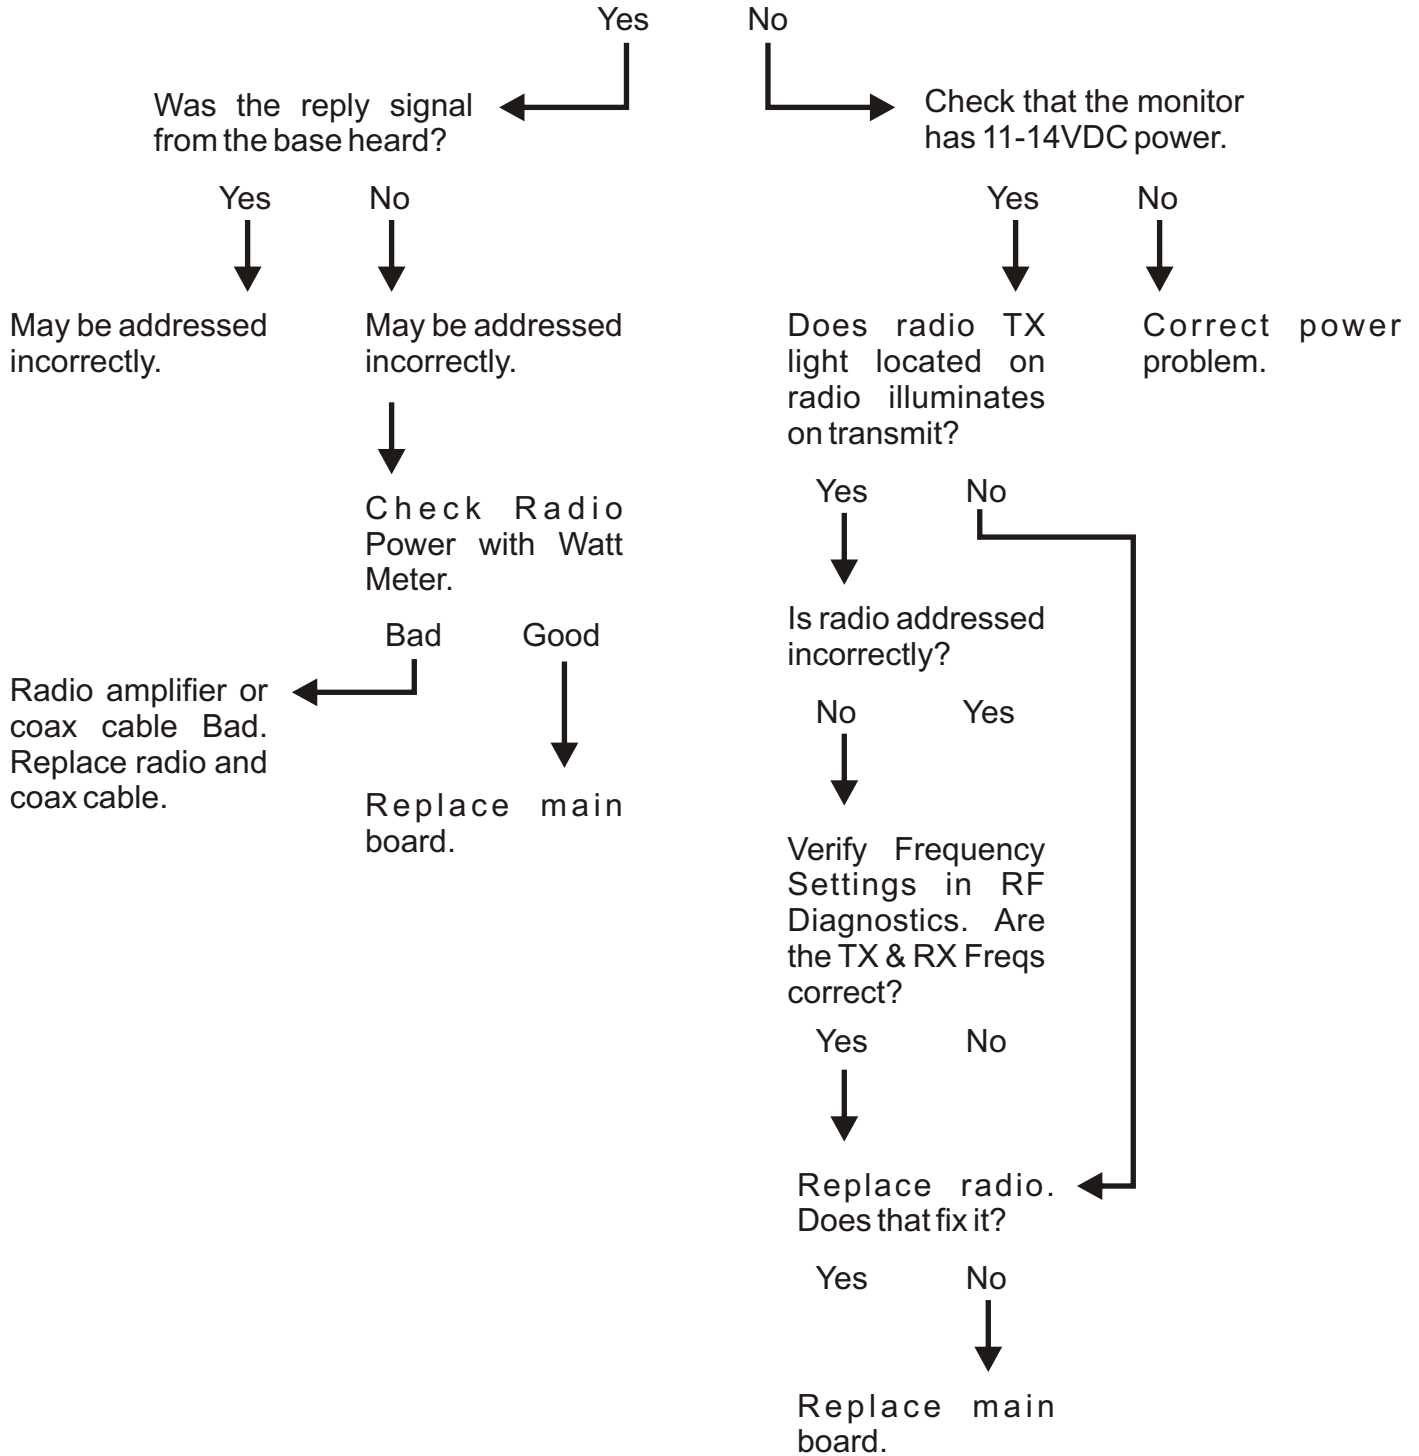 Yes
No
Was the reply signal
from the base heard?
Check that the monitor
has 11-14VDC power.
Yes
No
Yes
No
May be addressed
incorrectly.
May be addressed
incorrectly.
Does radio TX
light located on
radio illuminates
on transmit?
Correct power
problem.
Check Radio
Power with Watt
Meter.
Yes
No
Is radio addressed
incorrectly?
Bad
Good
Radio amplifier or
coax cable Bad.
Replace radio and
coax cable.
No
Yes
Replace main
board.
Verify Frequency
Settings in RF
Diagnostics. Are
the TX & RX Freqs
correct?
Yes
No
Replace radio.
Does that fix it?
Yes
No
Replace main
board.